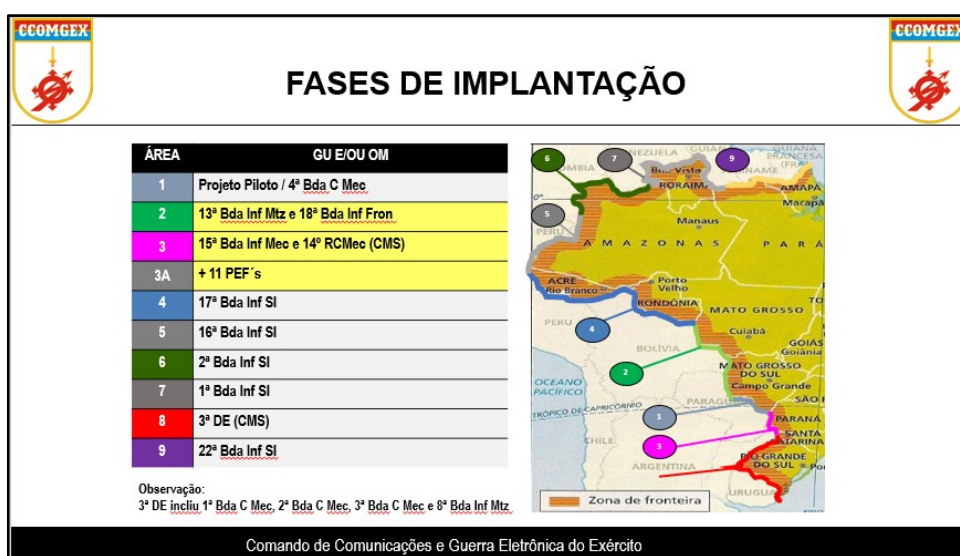 CCOMGEX
CCOMGEX
FASES DE IMPLANTAÇÃO
ÁREA GU E/OU OM
1 Projeto Piloto / 4ª Bda C Mec
2 13ª Bda Inf Mtz e 18ª Bda Inf Fron
3 15ª Bda Inf Mec e 14º RCMec (CMS)
3A + 11 PEF´s
4 17ª Bda Inf Sl
5 16ª Bda Inf Sl
6 2ª Bda Inf Sl
7 1ª Bda Inf Sl
8 3ª DE (CMS)
9 22ª Bda Inf Sl
Observação:
3ª DE incliu 1ª Bda C Mec, 2ª Bda C Mec, 3ª Bda C Mec e 8ª Bda Inf Mtz
6
7
9
Boa Vista
RORAIMA
AMAPÁ
Macapá
0°
5
PERU
Manaus
AMAZONAS
PARÁ
ACRE
Rio Branco
Porto Velho
RONDÔNIA
MATO GROSSO
PERU
4
Cuiabá
GOIÁS
Goiânia
BOLÍVIA
2
MATO GROSSO DO SUL
Campo Grande
OCEANO PACÍFICO
TRÓPICO DE CAPRICÓRNIO
1
PARANÁ
SANTA CATARINA
CHILE
3
ARGENTINA
RIO GRANDE DO SUL
Zona de fronteira
Comando de Comunicações e Guerra Eletrônica do Exército